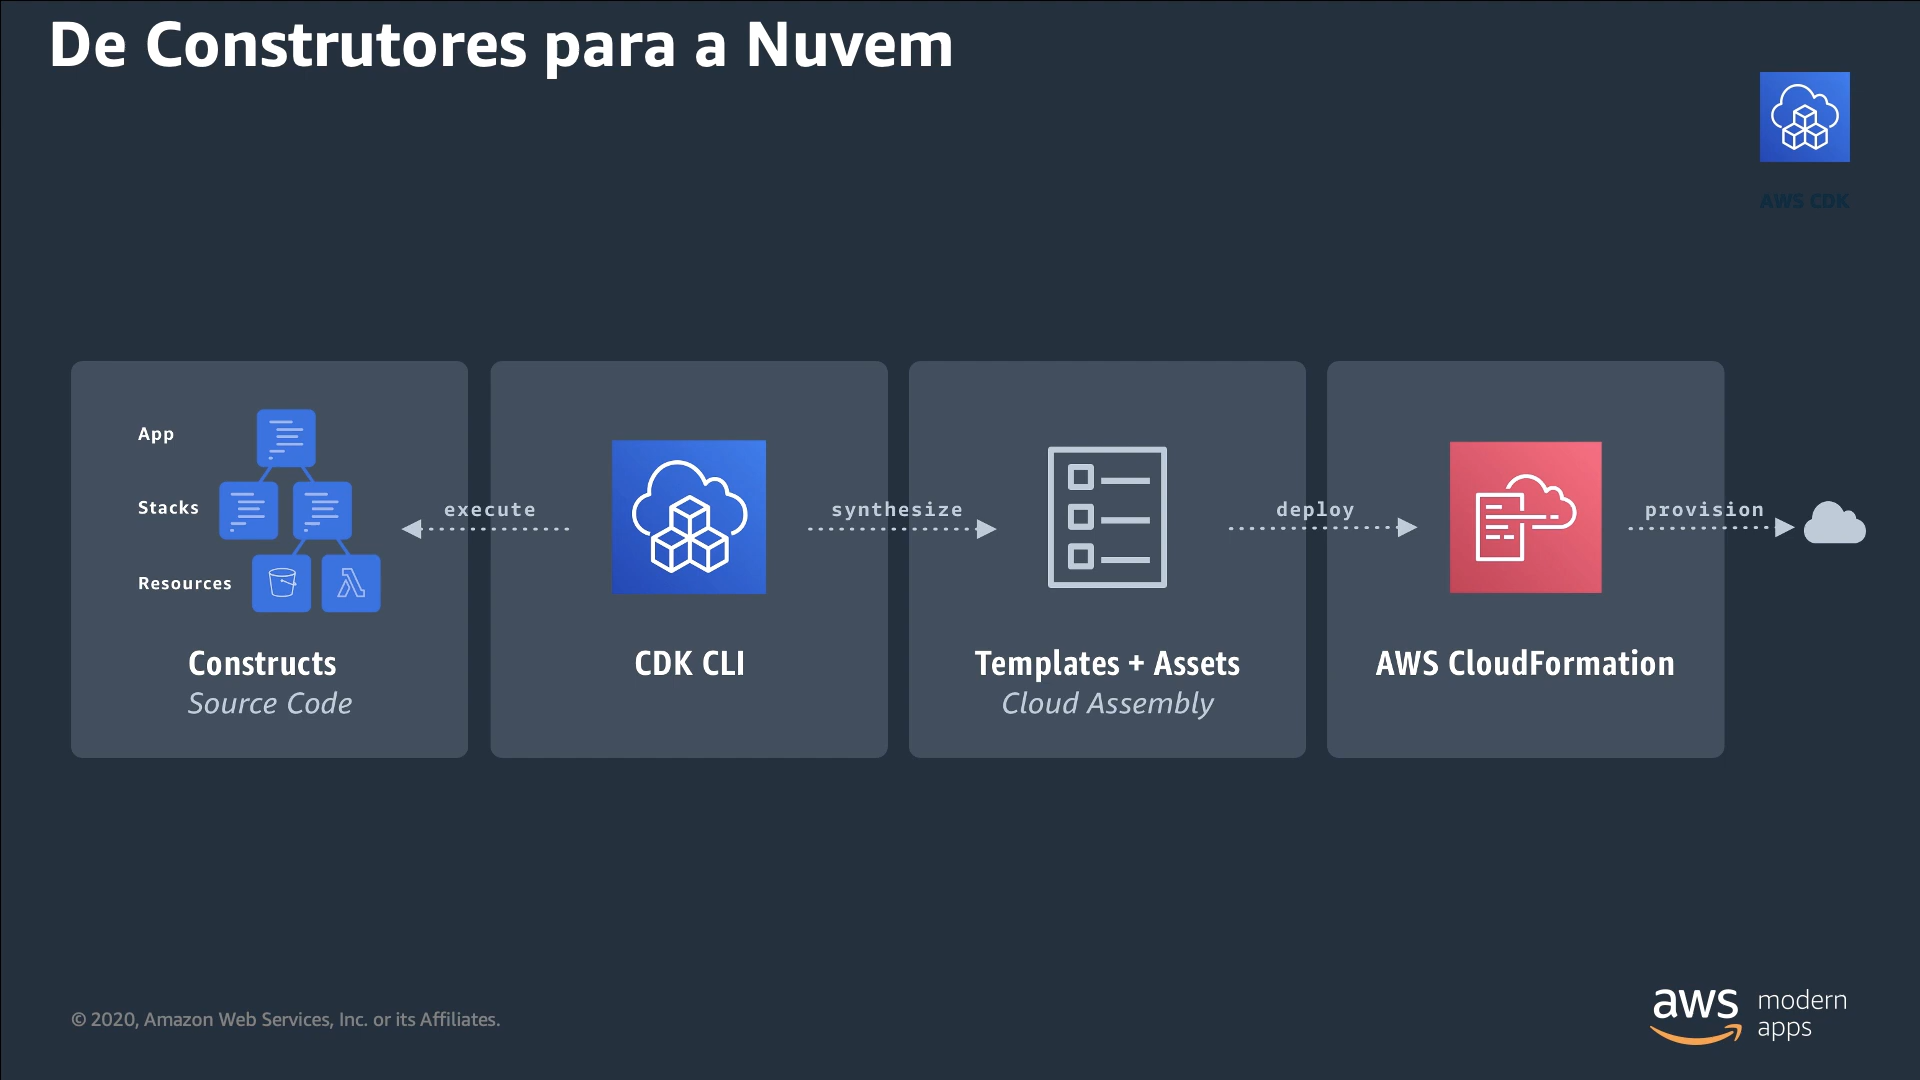 De Construtores para a Nuvem
AWS CDK
App
Stacks
Resources
execute
synthesize
deploy
provision
Constructs
Source Code
CDK CLI
Templates + Assets
Cloud Assembly
AWS CloudFormation
© 2020, Amazon Web Services, Inc. or its Affiliates.
aws
modern
apps